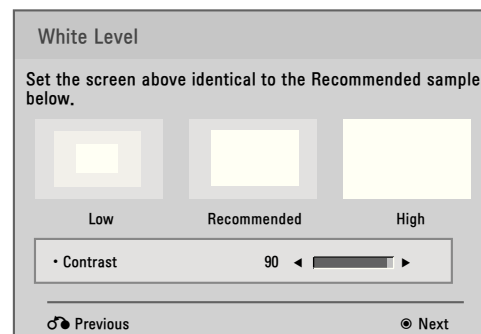 White Level
Set the screen above identical to the Recommended sample
below.
Low Recommended High
• Contrast 90 ◄ ►
Previous ◉ Next